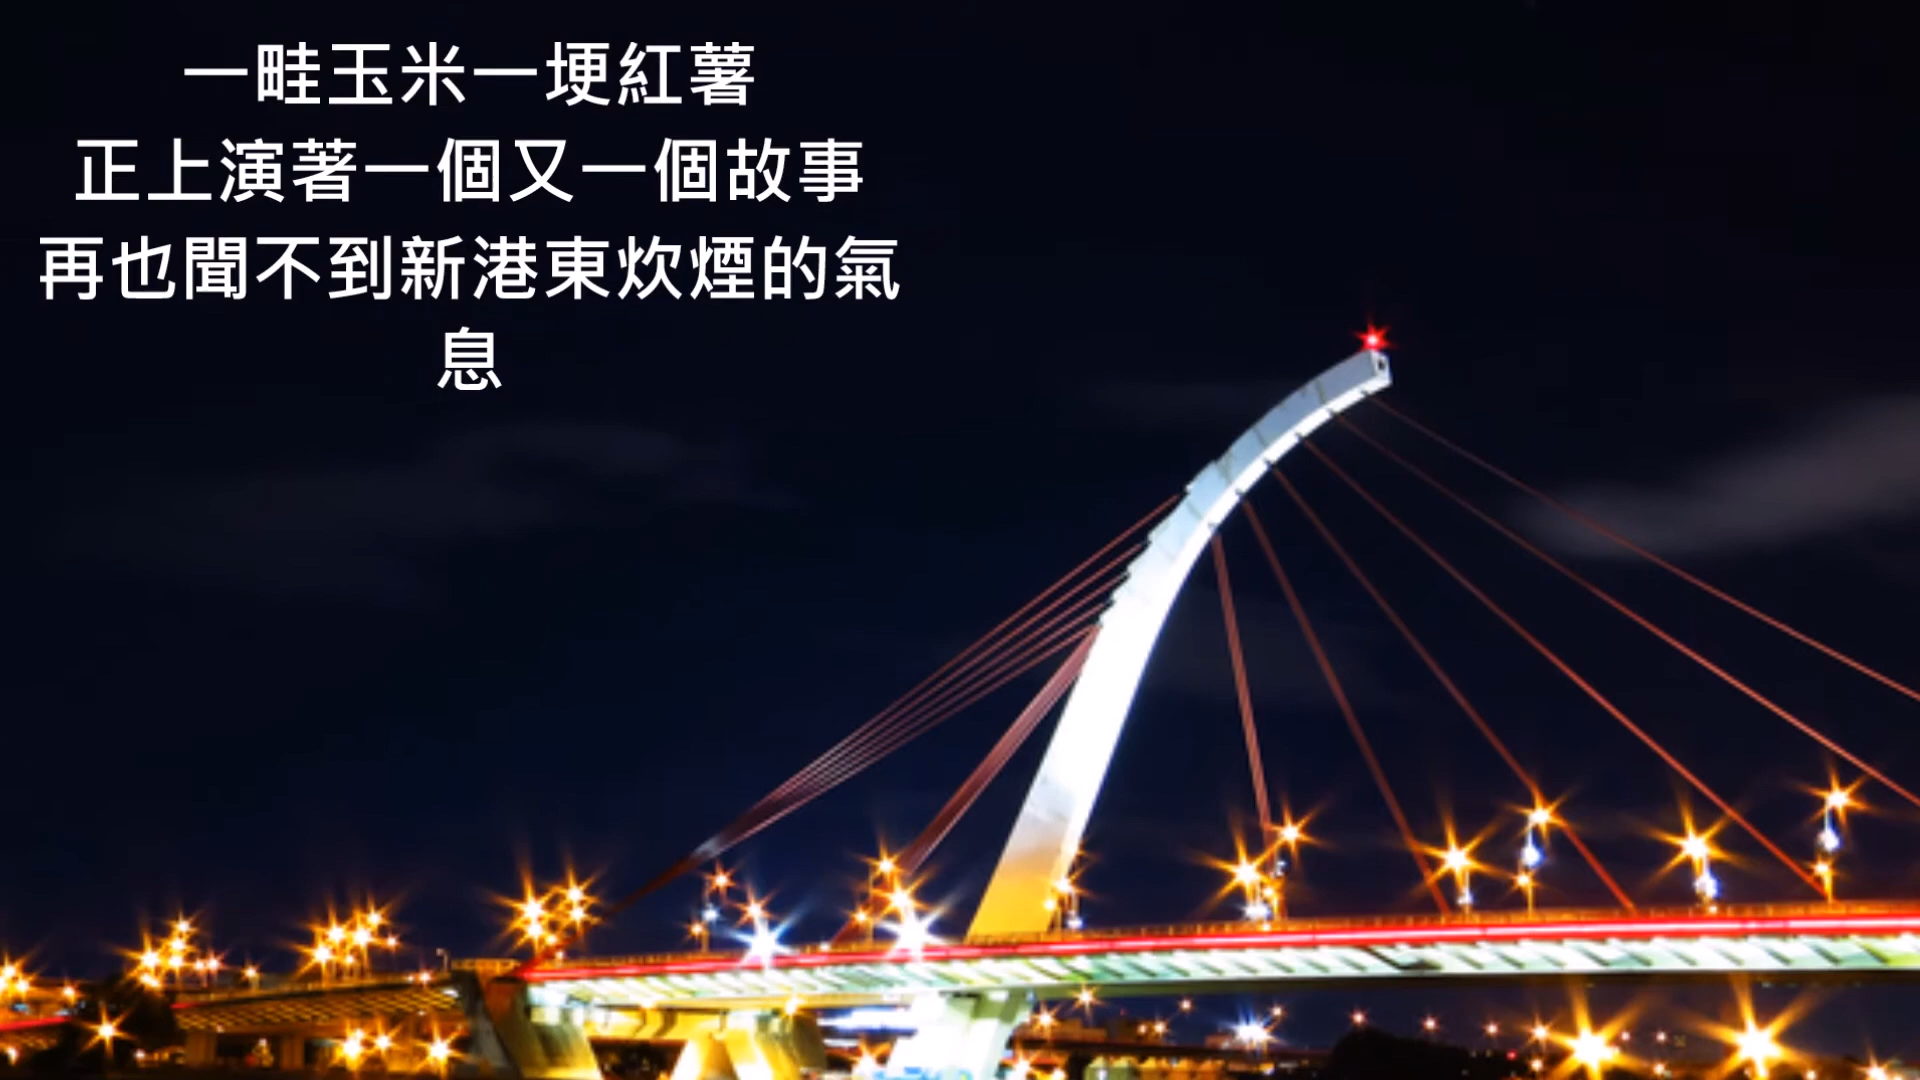 一畦玉米一埂紅薯
正上演著一個又一個故事
再也聞不到新港東炊煙的氣
息